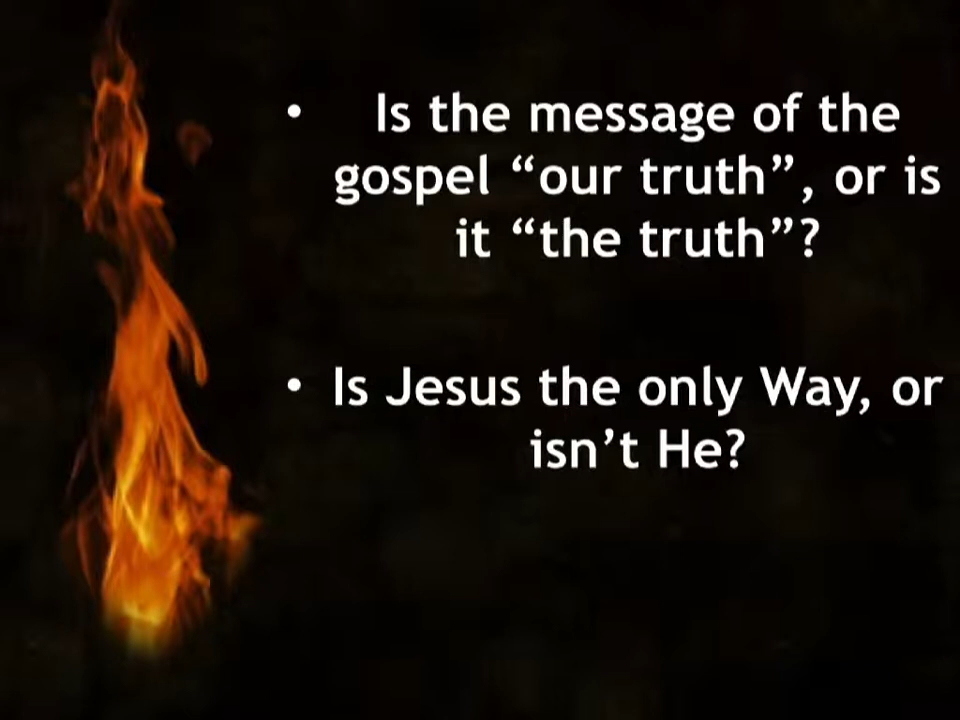 • Is the message of the
gospel “our truth”, or is
it “the truth”?
• Is Jesus the only Way, or
isn’t He?